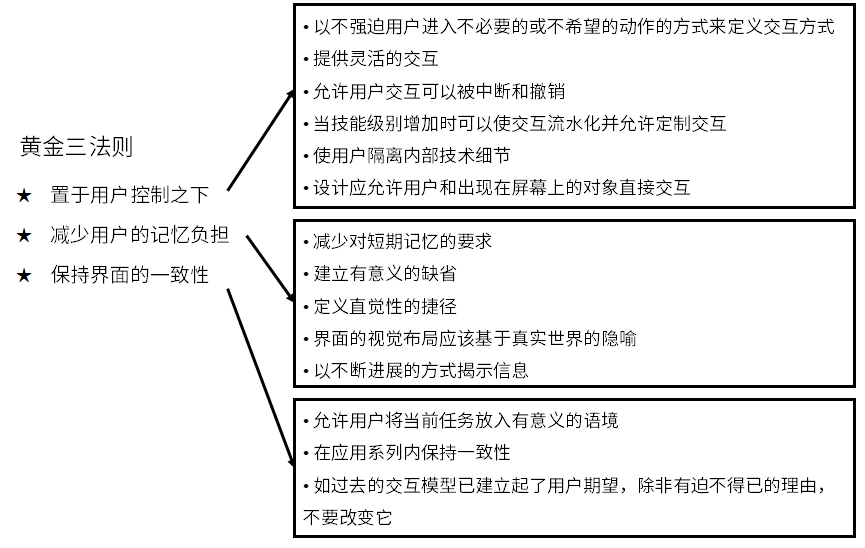 黄金三法则
★ 置于用户控制之下
★ 减少用户的记忆负担
★ 保持界面的一致性
• 以不强迫用户进入不必要的或不希望的动作的方式来定义交互方式
• 提供灵活的交互
• 允许用户交互可以被中断和撤销
• 当技能级别增加时可以使交互流水化并允许定制交互
• 使用户隔离内部技术细节
• 设计应允许用户和出现在屏幕上的对象直接交互
• 减少对短期记忆的要求
• 建立有意义的缺省
• 定义直觉性的捷径
• 界面的视觉布局应该基于真实世界的隐喻
• 以不断进展的方式揭示信息
• 允许用户将当前任务放入有意义的语境
• 在应用系列内保持一致性
• 如过去的交互模型已建立起了用户期望，除非有迫不得已的理由，
不要改变它